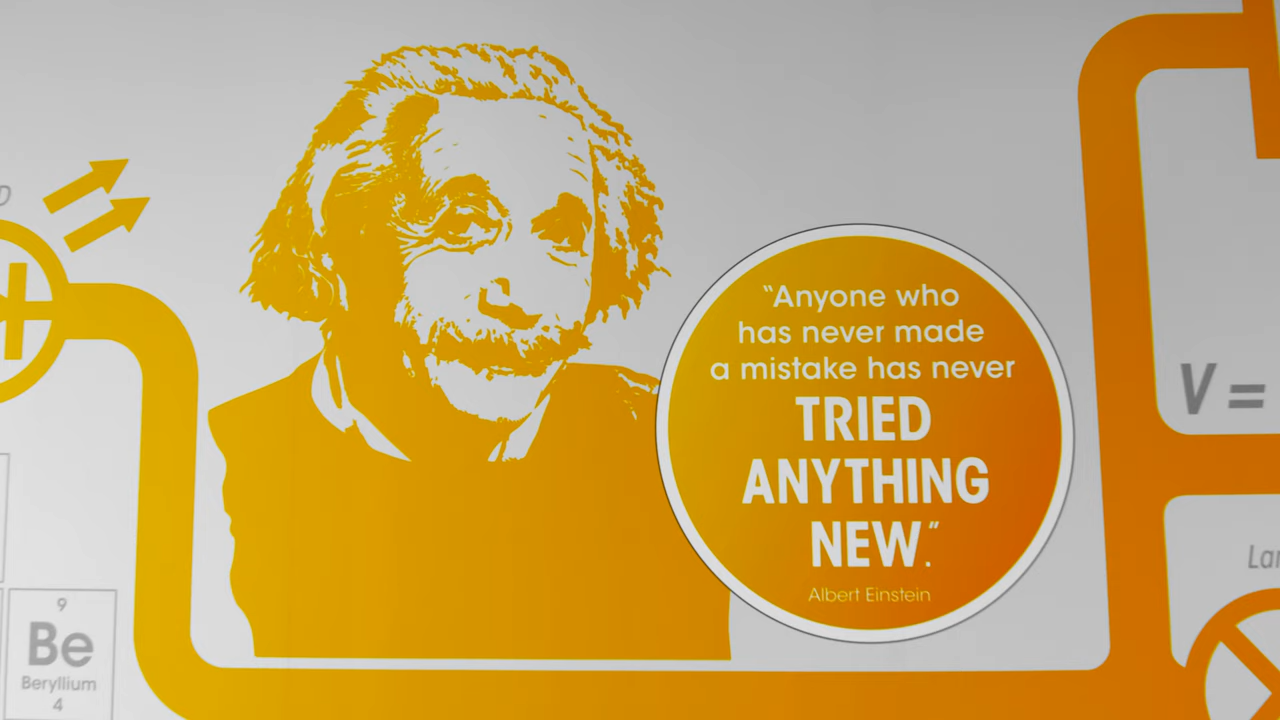 D
“Anyone who
has never made
a mistake has never
TRIED
ANYTHING
NEW.”
Albert Einstein
V =
9
Be
Beryllium
4